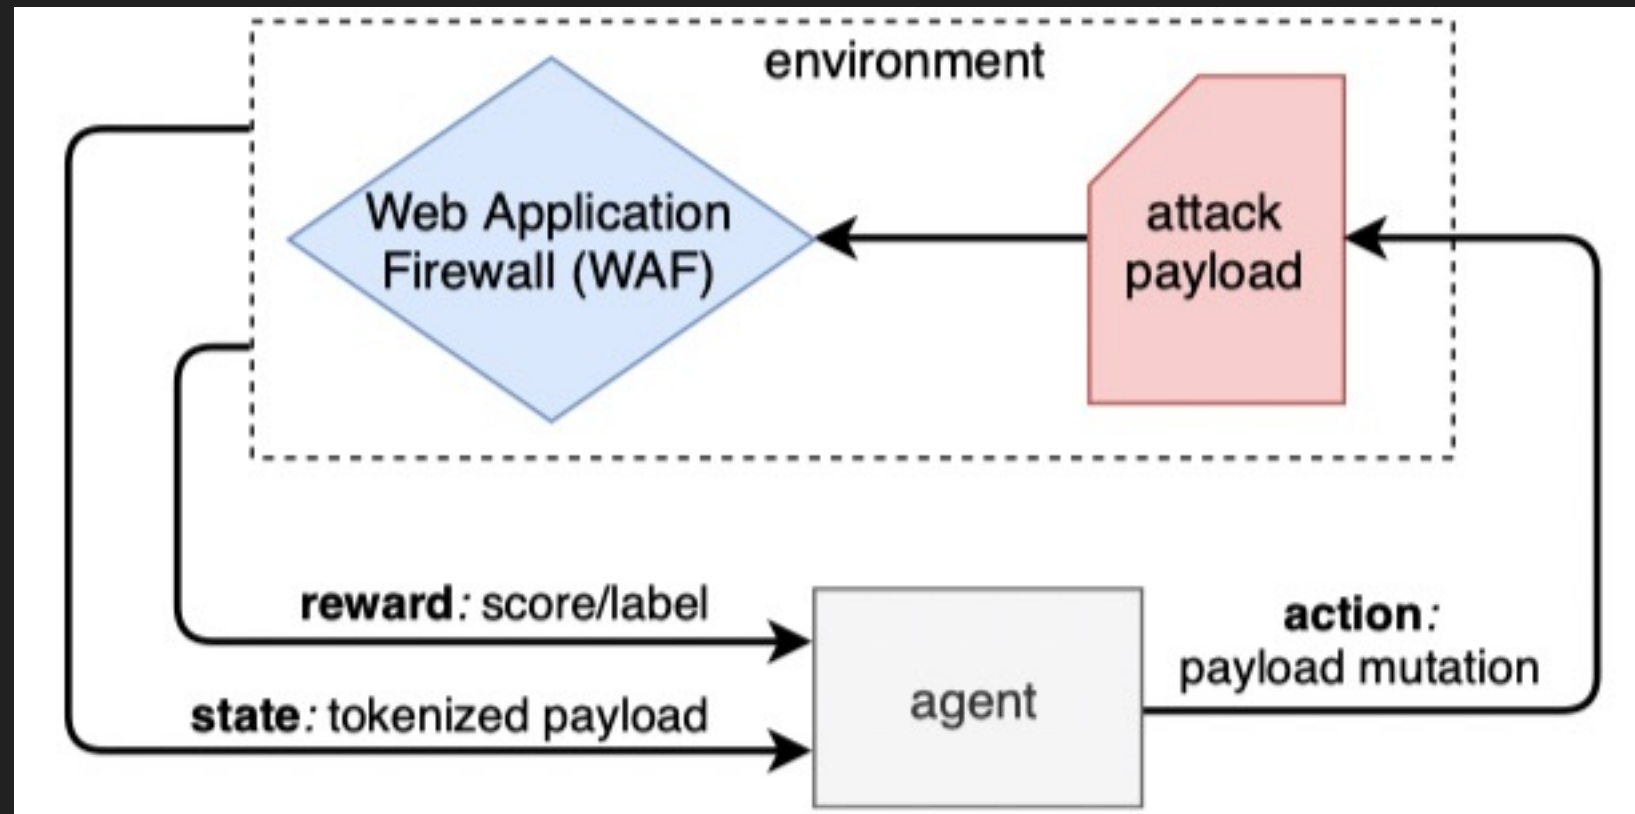 environment
Web Application
Firewall (WAF)
attack
payload
reward: score/label
state: tokenized payload
agent
action:
payload mutation